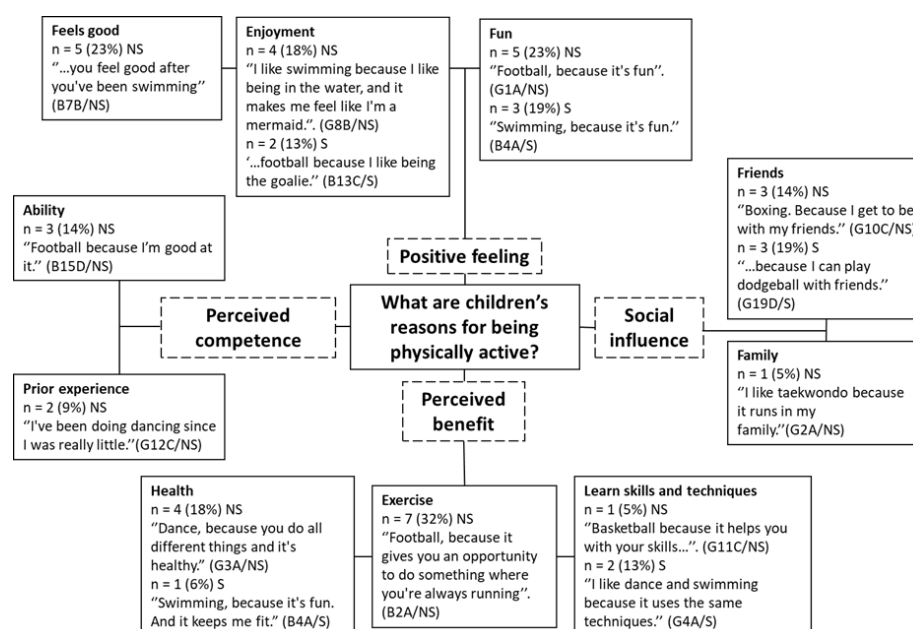 Feels good
n = 5 (23%) NS
“…you feel good after
you've been swimming”
(B7B/NS)
Enjoyment
n = 4 (18%) NS
“I like swimming because I like
being in the water, and it
makes me feel like I'm a
mermaid.”. (G8B/NS)
n = 2 (13%) S
‘…football because I like being
the goalie.” (B13C/S)
Fun
n = 5 (23%) NS
“Football, because it's fun”.
(G1A/NS)
n = 3 (19%) S
“Swimming, because it's fun.”
(B4A/S)
Friends
n = 3 (14%) NS
“Boxing. Because I get to be
with my friends.” (G10C/NS)
n = 3 (19%) S
“…because I can play
dodgeball with friends.”
(G19D/S)
Ability
n = 3 (14%) NS
“Football because I’m good at
it.” (B15D/NS)
Positive feeling
Perceived
competence
What are children’s
reasons for being
physically active?
Social
influence
Prior experience
n = 2 (9%) NS
“I've been doing dancing since
I was really little.”(G12C/NS)
Family
n = 1 (5%) NS
“I like taekwondo because
it runs in my
family.”(G2A/NS)
Perceived
benefit
Health
n = 4 (18%) NS
“Dance, because you do all
different things and it's
healthy.” (G3A/NS)
n = 1 (6%) S
“Swimming, because it's fun.
And it keeps me fit.” (B4A/S)
Exercise
n = 7 (32%) NS
“Football, because it
gives you an opportunity
to do something where
you're always running”.
(B2A/NS)
Learn skills and techniques
n = 1 (5%) NS
“Basketball because it helps you
with your skills…”. (G11C/NS)
n = 2 (13%) S
“I like dance and swimming
because it uses the same
techniques.” (G4A/S)